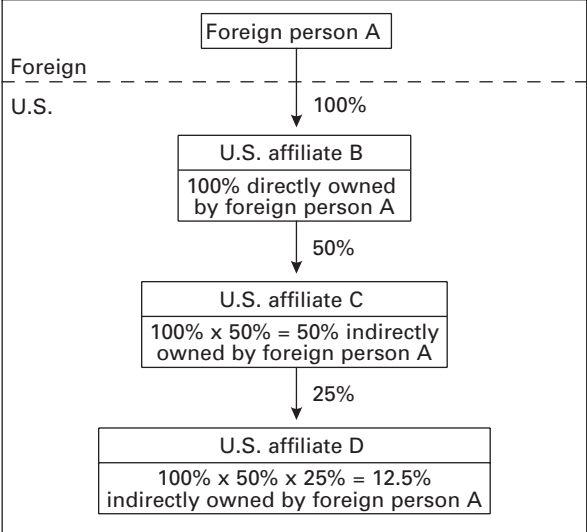 Foreign person A
Foreign
U.S.
100%
U.S. affiliate B
100% directly owned
by foreign person A
50%
U.S. affiliate C
100% x 50% = 50% indirectly
owned by foreign person A
25%
U.S. affiliate D
100% x 50% x 25% = 12.5%
indirectly owned by foreign person A